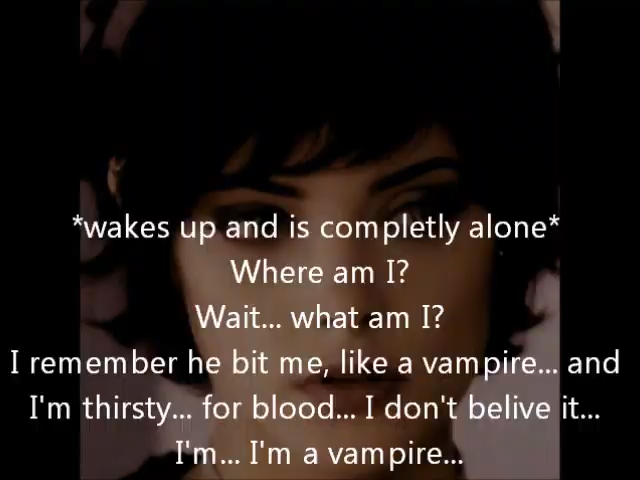 *wakes up and is completly alone*
Where am I?
Wait... what am I?
I remember he bit me, like a vampire... and
I'm thirsty... for blood... I don't belive it...
I'm... I'm a vampire...